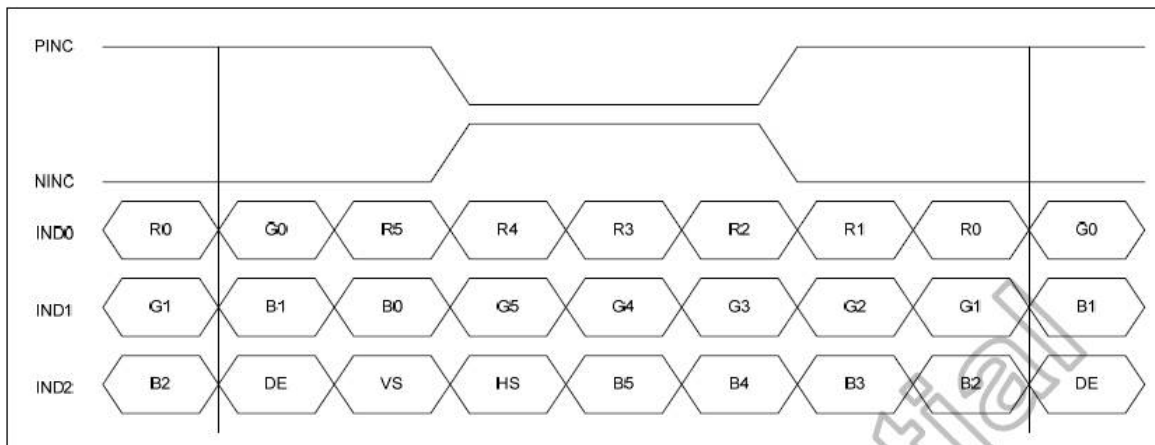 PINC
NINC
IND0 R0 G0 R5 R4 R3 R2 R1 R0 G0
IND1 G1 B1 B0 G5 G4 G3 G2 G1 B1
IND2 B2 DE VS HS B5 B4 B3 B2 DE
tial